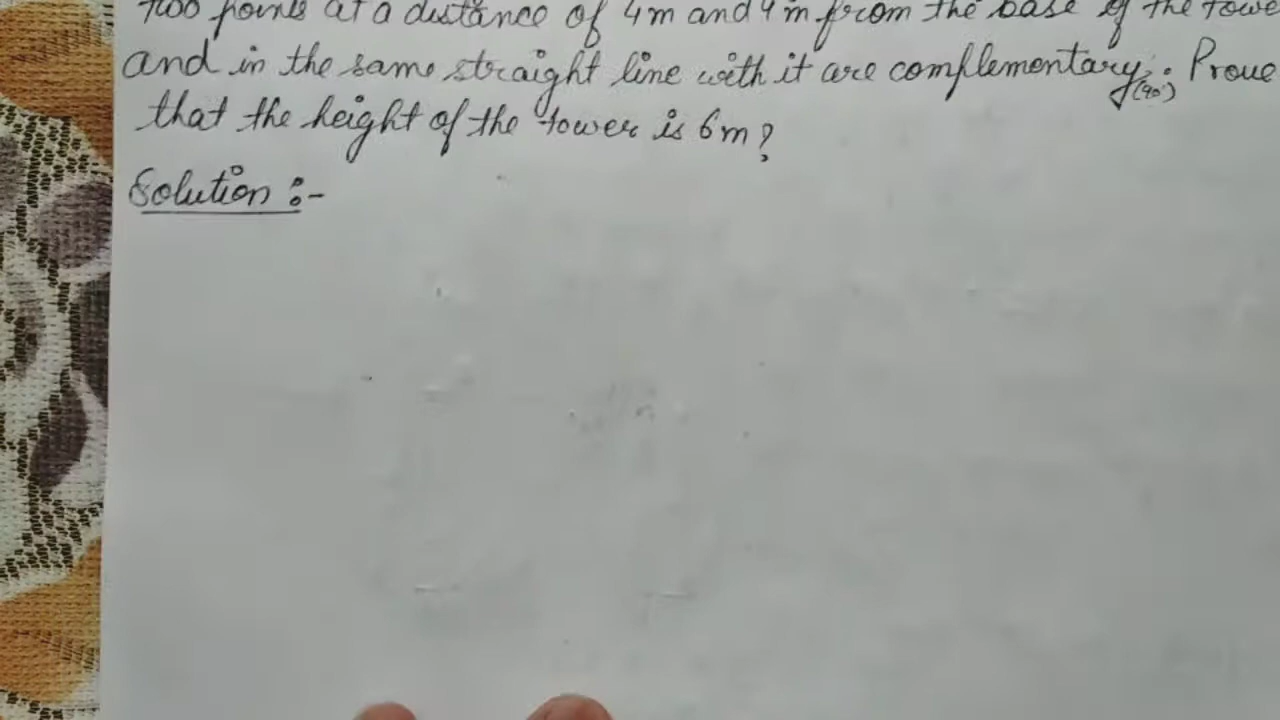 two points at a distance of 4m and 9m from the base of the towe
and in the same straight line with it are complementary. Prove
(90°)
that the height of the tower is 6m?
Solution :-